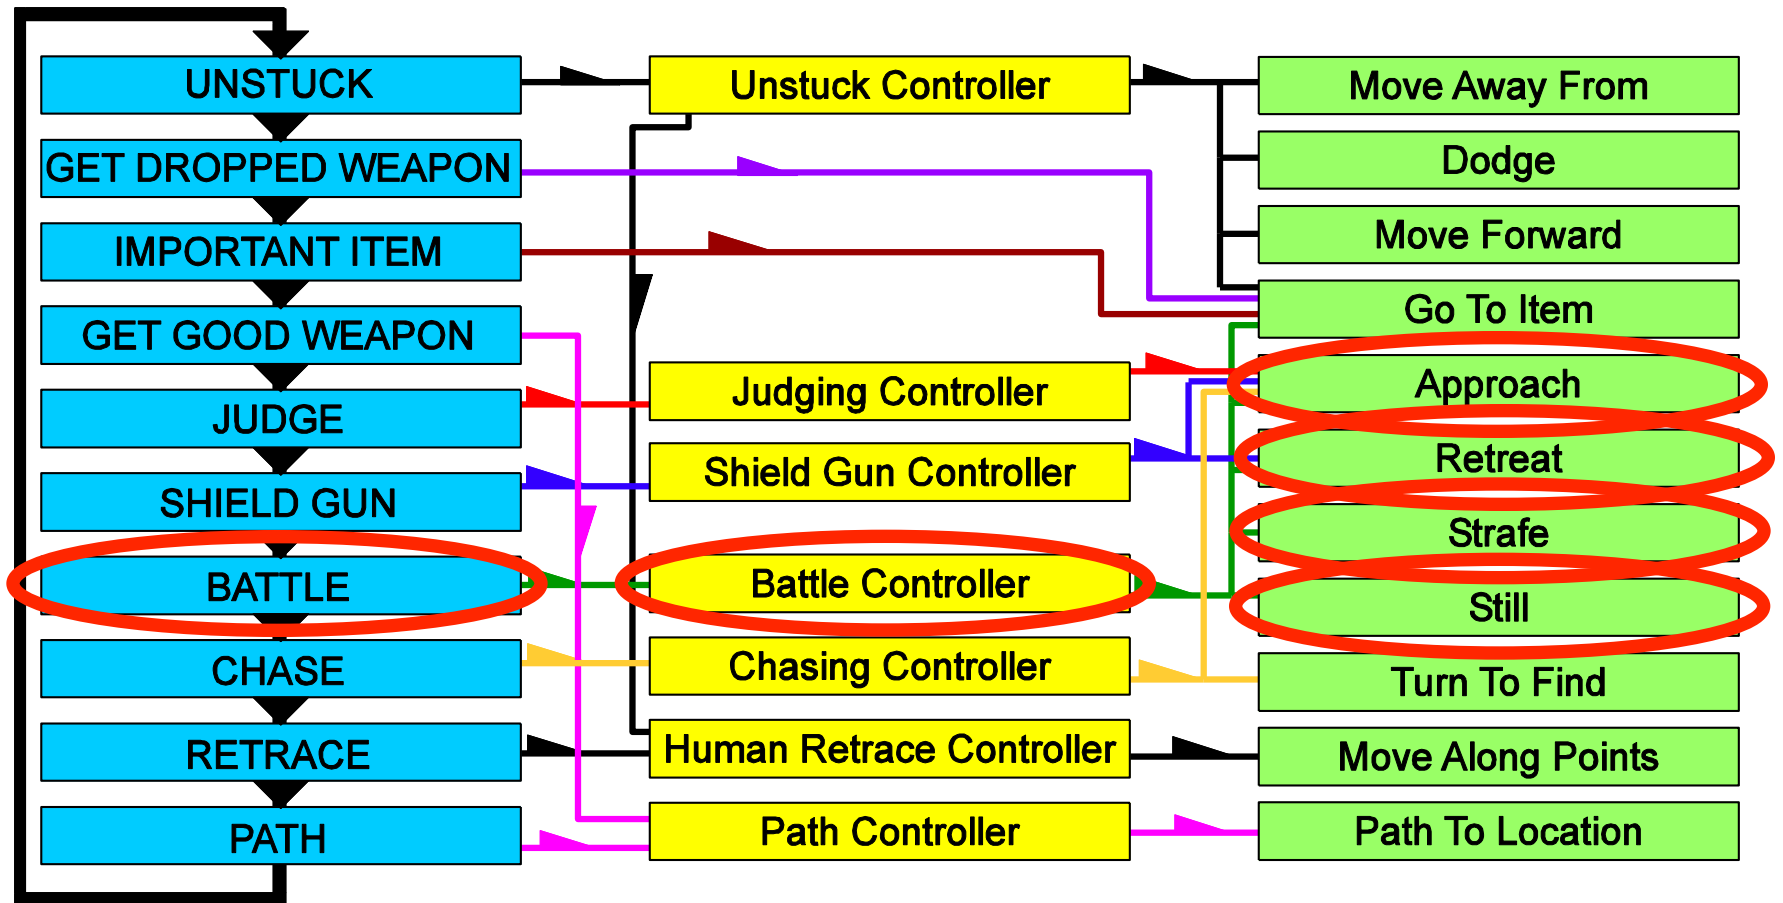 UNSTUCK
GET DROPPED WEAPON
IMPORTANT ITEM
GET GOOD WEAPON
JUDGE
SHIELD GUN
BATTLE
CHASE
RETRACE
PATH
Unstuck Controller
Judging Controller
Shield Gun Controller
Battle Controller
Chasing Controller
Human Retrace Controller
Path Controller
Move Away From
Dodge
Move Forward
Go To Item
Approach
Retreat
Strafe
Still
Turn To Find
Move Along Points
Path To Location